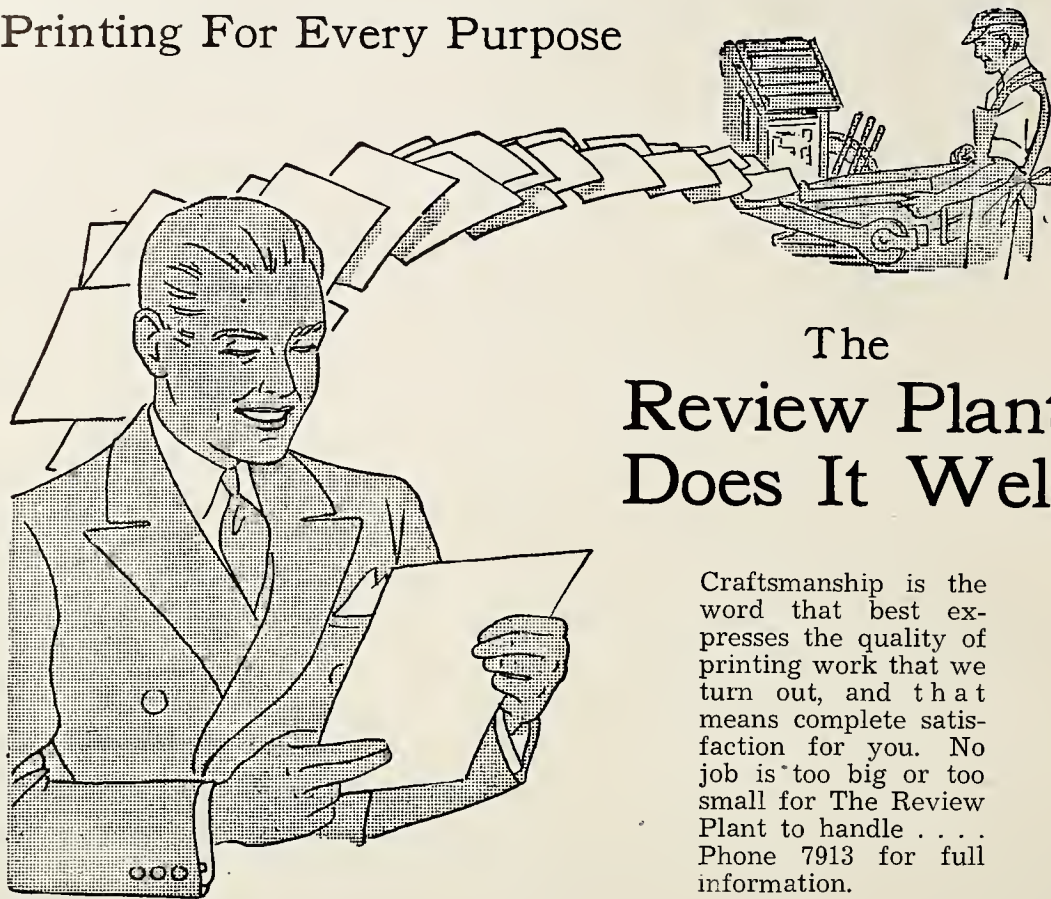 Printing For Every Purpose
The
Review Plant
Does It Wel
Craftsmanship is the
word that best ex-
presses the quality of
printing work that we
turn out, and that
means complete satis-
faction for you. No
job is too big or too
small for The Review
Plant to handle . . . .
Phone 7913 for full
information.